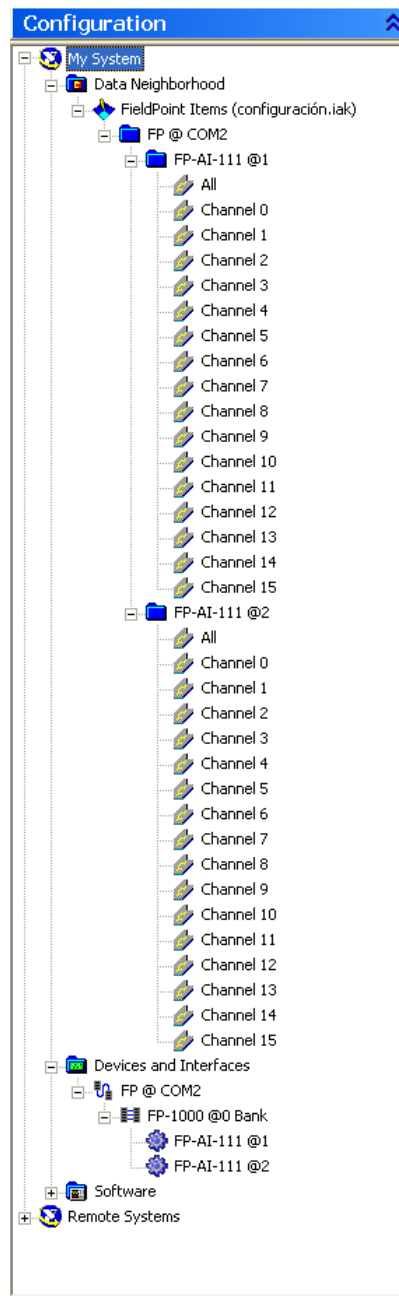 Configuration
My System
Data Neighborhood
FieldPoint Items (configuración.iak)
FP @ COM2
FP-AI-111 @1
All
Channel 0
Channel 1
Channel 2
Channel 3
Channel 4
Channel 5
Channel 6
Channel 7
Channel 8
Channel 9
Channel 10
Channel 11
Channel 12
Channel 13
Channel 14
Channel 15
FP-AI-111 @2
All
Channel 0
Channel 1
Channel 2
Channel 3
Channel 4
Channel 5
Channel 6
Channel 7
Channel 8
Channel 9
Channel 10
Channel 11
Channel 12
Channel 13
Channel 14
Channel 15
Devices and Interfaces
FP @ COM2
FP-1000 @0 Bank
FP-AI-111 @1
FP-AI-111 @2
Software
Remote Systems